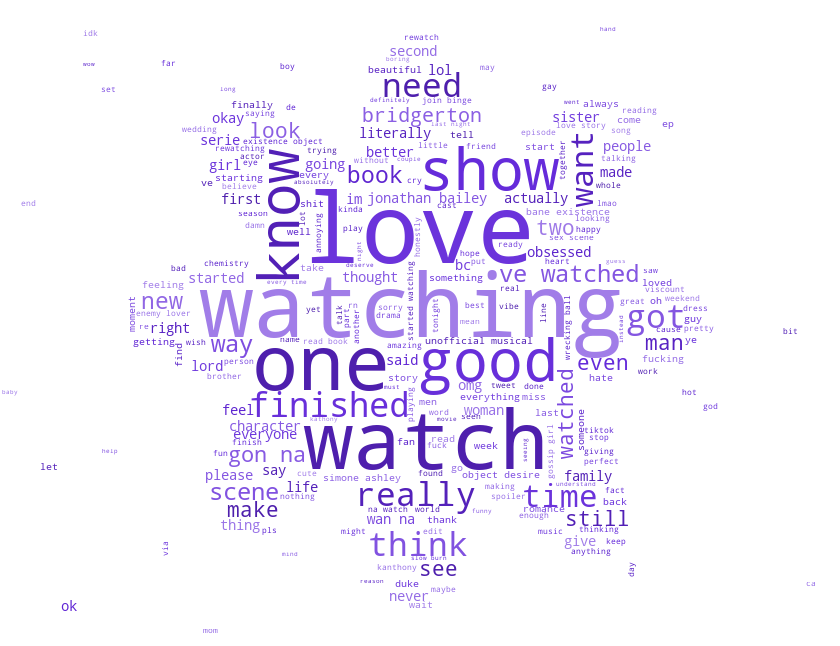 idk
hand
rewatch
second
boring
wow
far
boy
beautiful lol
may
need
set
long
gay
definitely
join binge
went
always
finally
de
bridgerton
reading
saying
okay
last night
sister
come
ep
wedding
look
literally
tell
episode
love story
song
serie
existence object
little
friend
start
people
rewatching
trying
better
together
talking
actor
know
show
want
girl
eye
going
without
couple
book
made
starting
every
cry
ve
believe
absolutely
whole
first
shit
im
jonathan bailey
actually
lmao
end
season
lot
kinda
cast
bane existence
damn
well
annoying
play
love
honestly
ready
two
looking
happy
sex scene
night
hope
obsessed
bad
chemistry
take
deserve
bc
put
heart
guess
feeling
started
every time
thought
something
ve watched
saw
loved
real
viscount
moment
new
watching
started watching
tonight
yet
talk
part
rn
another
sorry
drama
best
vibe
line
great
oh
weekend
dress
enemy lover
mean
wrecking ball
instead
got
guy
re
right
cause
pretty
bit
getting
find
wish
way
name
read book
amazing
unofficial musical
man
ye
one
said
good
even
fucking
lord
person
story
omg
tweet
done
hate
work
brother
must
everything
miss
hot
baby
finished
playing
men
woman
god
feel
kathony
word
movie
seen
last
watched
someone
character
everyone
watch
fan
read
week
seeing
gossip girl
tiktok
finish
fuck
stop
help
fun
gon na
giving
perfect
let
say
cute
found
go
object desire
family
please
simone ashley
understand
scene
life
really
making
time
fact
nothing
spoiler
back
make
na watch
world
funny
romance
enough
still
thing
wan na
thank
thinking
pls
might
edit
music
via
think
give
keep
mind
slow burn
anything
kanthony
see
day
reason
duke
maybe
ca
never
ok
wait
mom